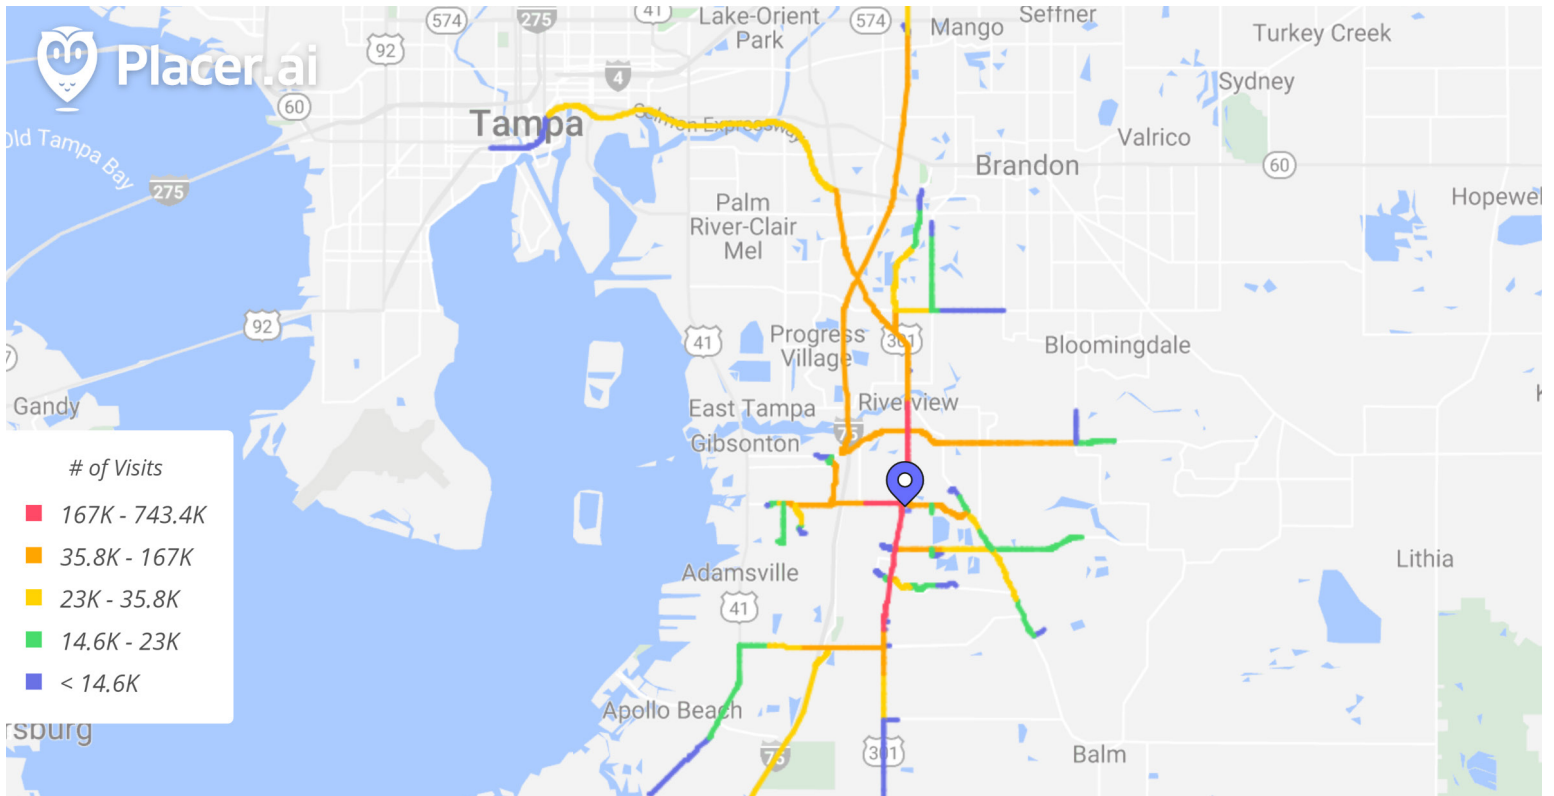 574
275
41
Lake-Orient
Park
574
Mango
Seffner
Turkey Creek
92
Placer.ai
4
Sydney
60
Tampa
Selmon Expressway
Valrico
Old Tampa Bay
Brandon
60
275
Palm
River-Clair
Mel
Hopewel
92
41
Progress
Village
301
Bloomingdale
7
Gandy
East Tampa
Riverview
K
Gibsonton
75
# of Visits
167K - 743.4K
35.8K - 167K
23K - 35.8K
14.6K - 23K
< 14.6K
Adamsville
Lithia
41
Apollo Beach
rsburg
75
301
Balm